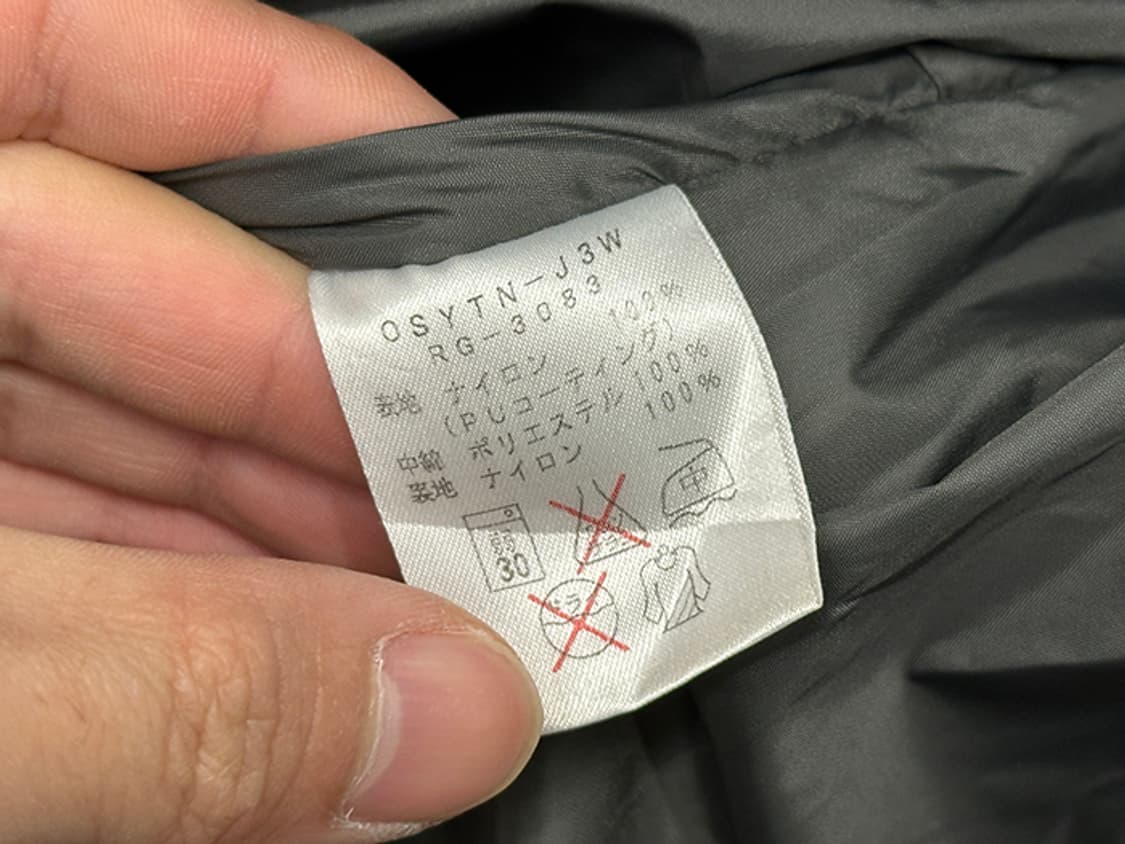 OSYTN-J3W
RG-3083
表地 ナイロン 100%
(PUコーティング)
中綿 ポリエステル 100%
裏地 ナイロン 100%
30
中
ドライ